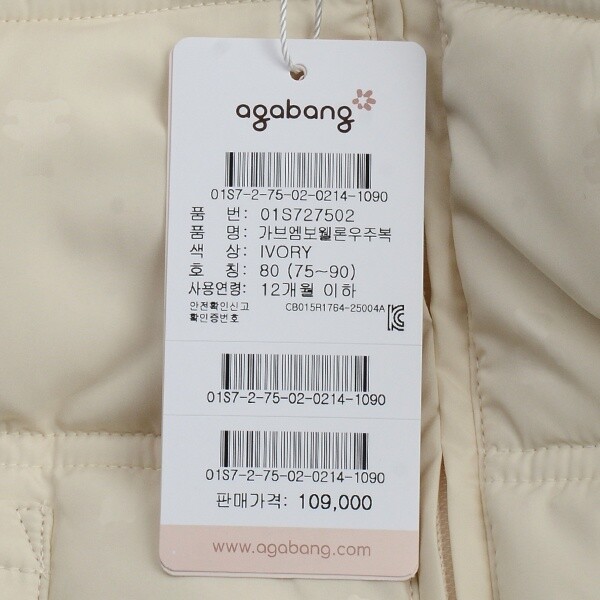 agabang
01S7-2-75-02-0214-1090
품 번: 01S727502
품 명: 가브엠보웰론우주복
색 상: IVORY
호 칭: 80 (75~90)
사용연령: 12개월 이하
안전확인신고 CB015R1764-25004A
확인증번호
01S7-2-75-02-0214-1090
01S7-2-75-02-0214-1090
판매가격: 109,000
www.agabang.com